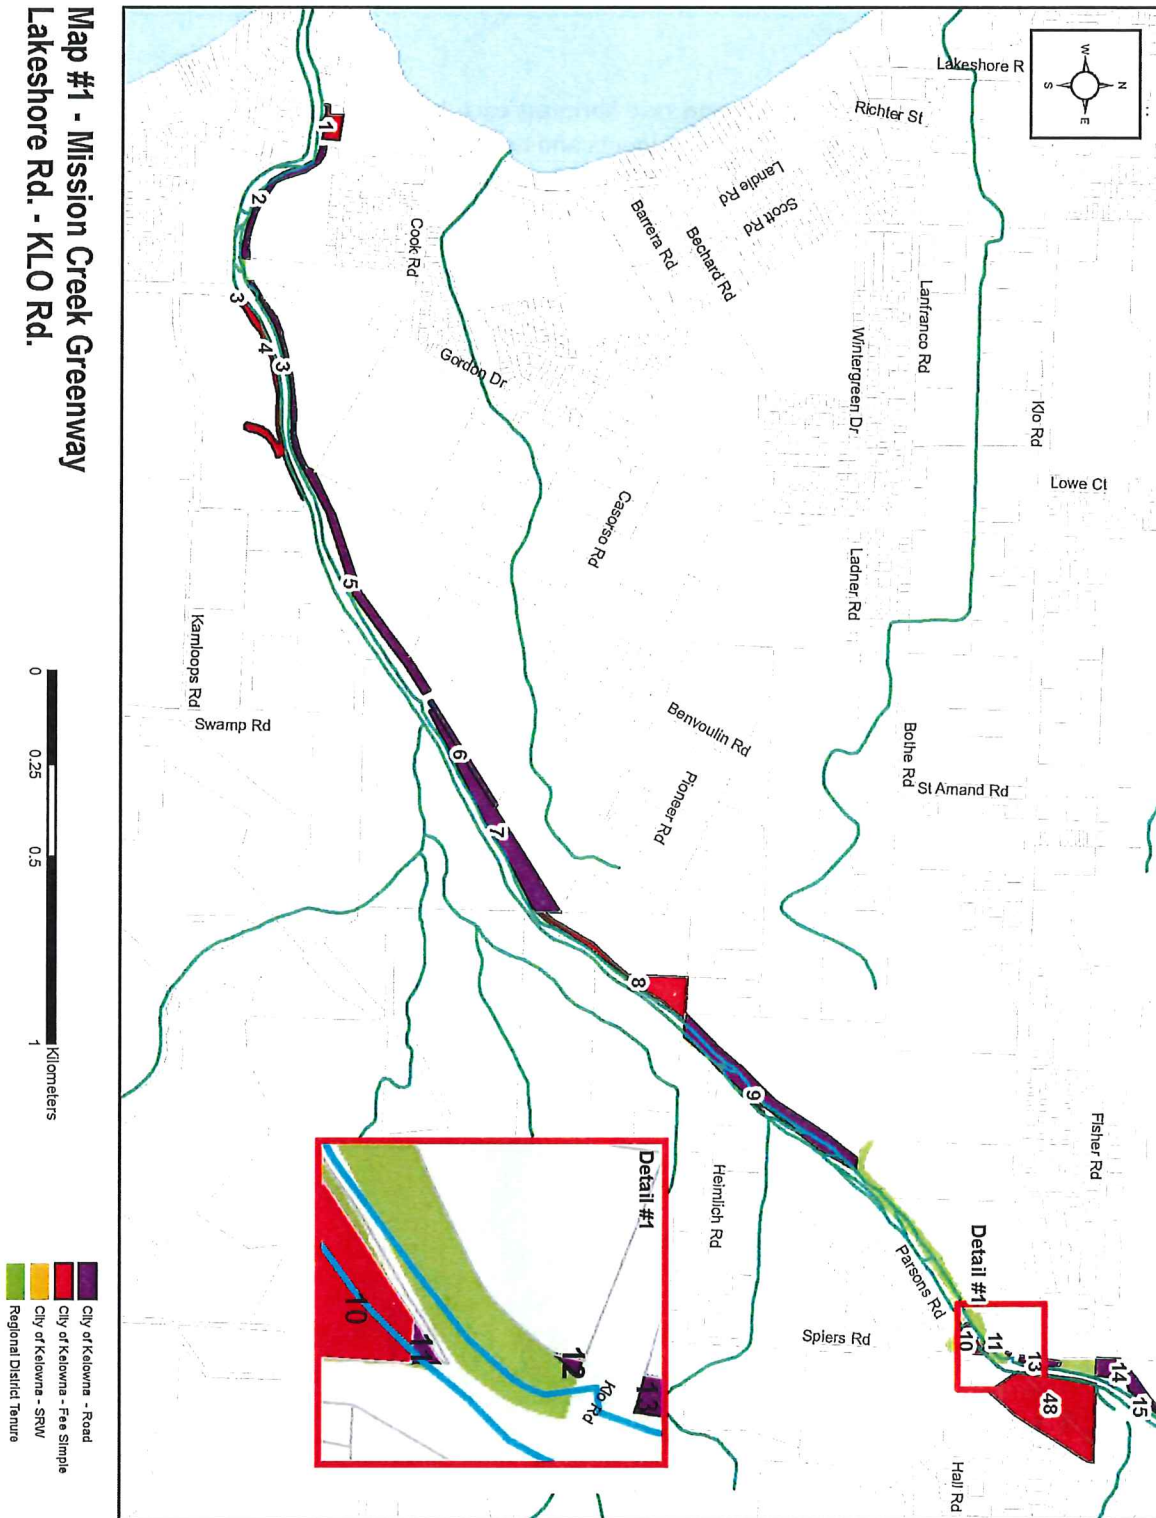 Map #1 - Mission Creek Greenway
Lakeshore Rd. - KLO Rd.
N
W
E
S
Lakeshore R
Richter St
Landie Rd
Scott Rd
Barrera Rd
Bechard Rd
Cook Rd
Gordon Dr
Lanfranco Rd
Wintergreen Dr
Klo Rd
Lowe Ct
Casorso Rd
Ladner Rd
Kamloops Rd
Swamp Rd
Benvoulin Rd
Pioneer Rd
Bothe Rd
St Amand Rd
Fisher Rd
Heimlich Rd
Parsons Rd
Spiers Rd
Hall Rd
Detail #1
1
2
3
3
4
5
6
7
8
9
10
11
13
14
15
48
Detail #1
10
11
12
13
Klo Rd
0
0.25
0.5
1
Kilometers
City of Kelowna - Road
City of Kelowna - Fee Simple
City of Kelowna - SRW
Regional District Tenure